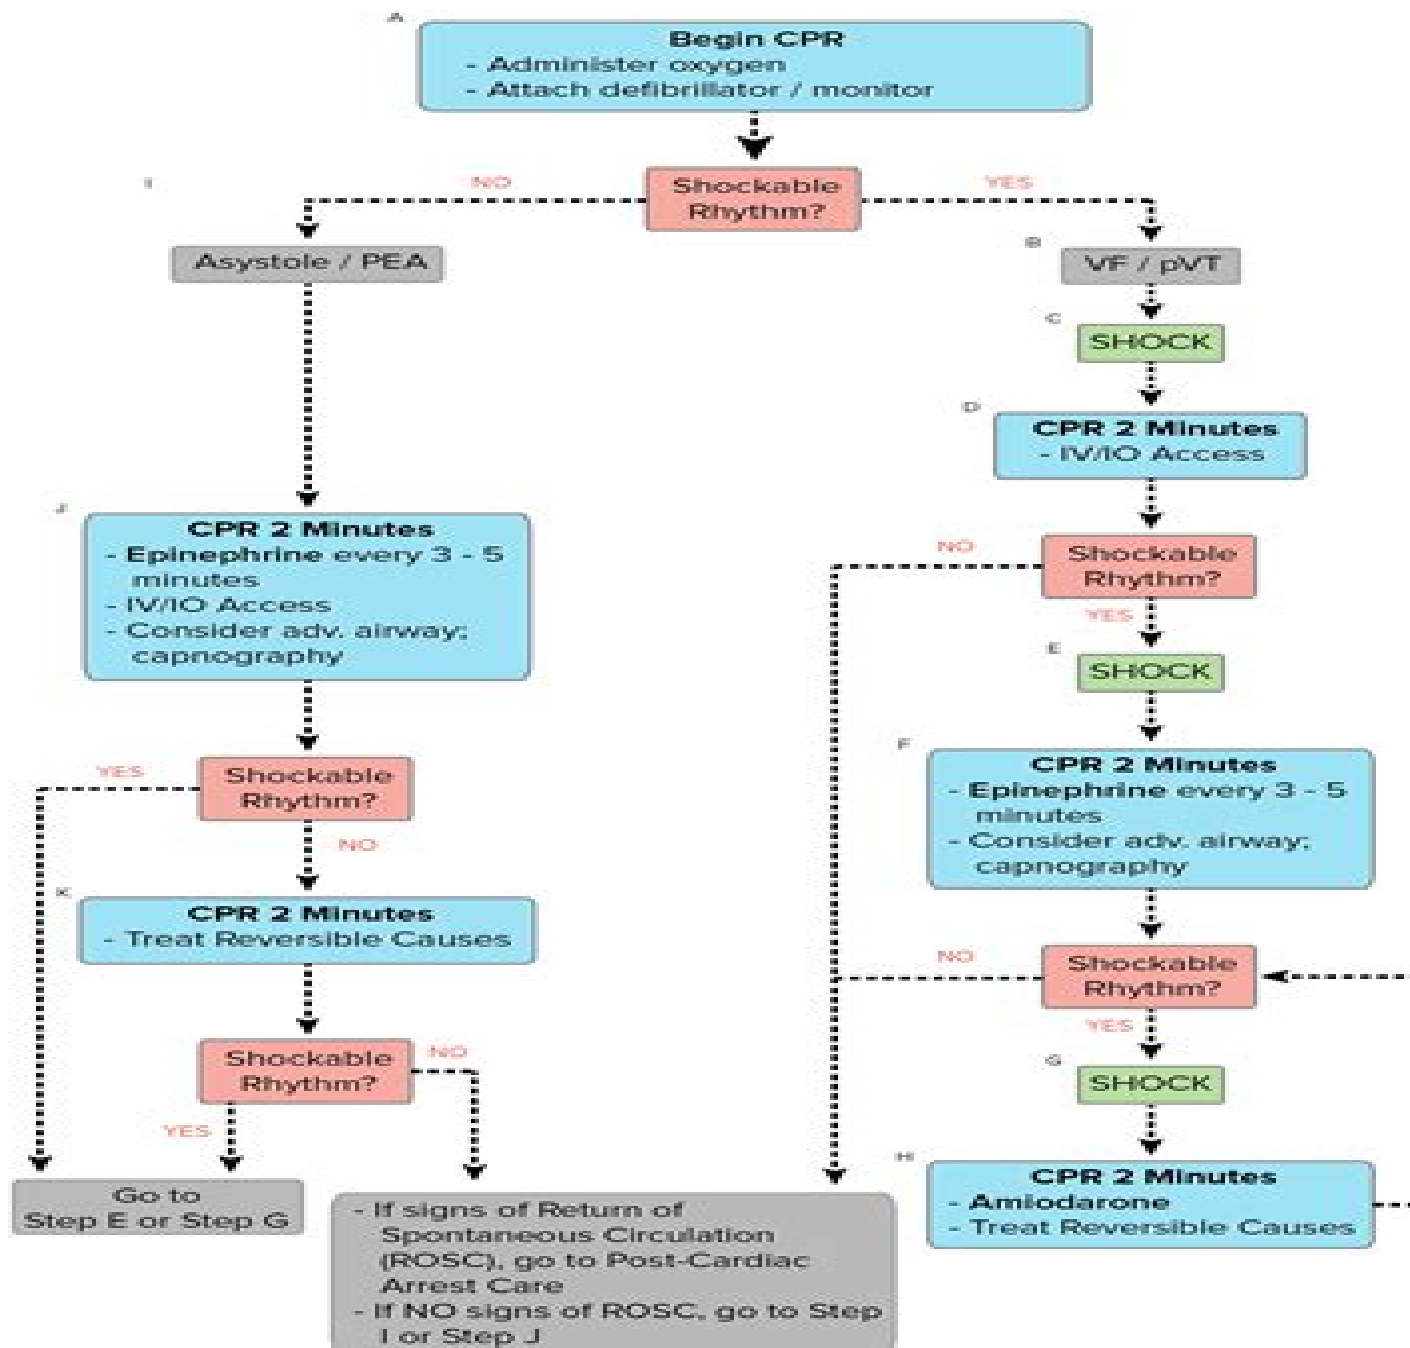 A
Begin CPR
- Administer oxygen
- Attach defibrillator / monitor
Shockable
Rhythm?
NO
YES
I
Asystole / PEA
B
VF / pVT
C
SHOCK
D
CPR 2 Minutes
- IV/IO Access
Shockable
Rhythm?
NO
YES
E
SHOCK
F
CPR 2 Minutes
- Epinephrine every 3 - 5
minutes
- Consider adv. airway;
capnography
Shockable
Rhythm?
NO
YES
G
SHOCK
H
CPR 2 Minutes
- Amiodarone
- Treat Reversible Causes
J
CPR 2 Minutes
- Epinephrine every 3 - 5
minutes
- IV/IO Access
- Consider adv. airway;
capnography
Shockable
Rhythm?
YES
NO
K
CPR 2 Minutes
- Treat Reversible Causes
Shockable
Rhythm?
NO
YES
Go to
Step E or Step G
- If signs of Return of
Spontaneous Circulation
(ROSC), go to Post-Cardiac
Arrest Care
- If NO signs of ROSC, go to Step
I or Step J